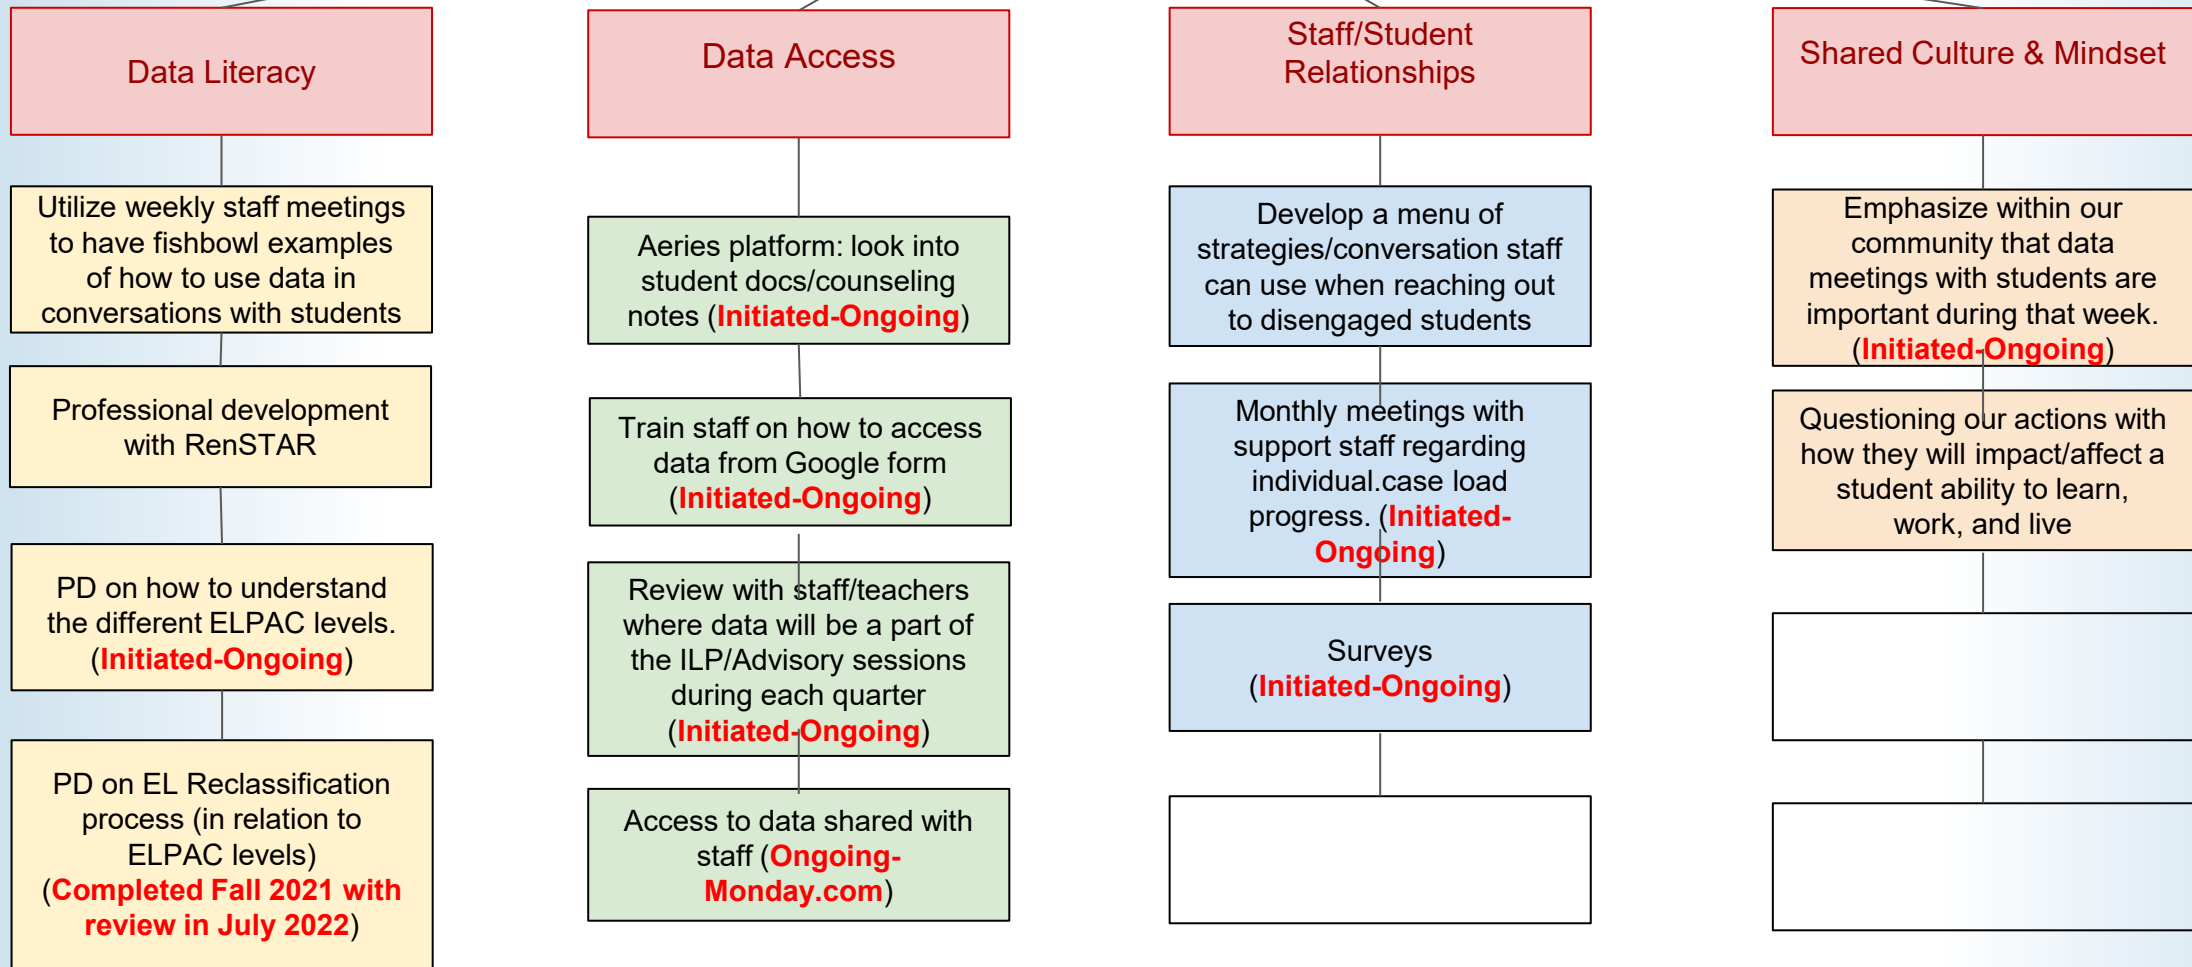 Data Literacy
Utilize weekly staff meetings
to have fishbowl examples
of how to use data in
conversations with students
Professional development
with RenSTAR
PD on how to understand
the different ELPAC levels.
(Initiated-Ongoing)
PD on EL Reclassification
process (in relation to
ELPAC levels)
(Completed Fall 2021 with
review in July 2022)
Data Access
Aeries platform: look into
student docs/counseling
notes (Initiated-Ongoing)
Train staff on how to access
data from Google form
(Initiated-Ongoing)
Review with staff/teachers
where data will be a part of
the ILP/Advisory sessions
during each quarter
(Initiated-Ongoing)
Access to data shared with
staff (Ongoing-
Monday.com)
Staff/Student
Relationships
Develop a menu of
strategies/conversation staff
can use when reaching out
to disengaged students
Monthly meetings with
support staff regarding
individual.case load
progress. (Initiated-
Ongoing)
Surveys
(Initiated-Ongoing)
Shared Culture & Mindset
Emphasize within our
community that data
meetings with students are
important during that week.
(Initiated-Ongoing)
Questioning our actions with
how they will impact/affect a
student ability to learn,
work, and live